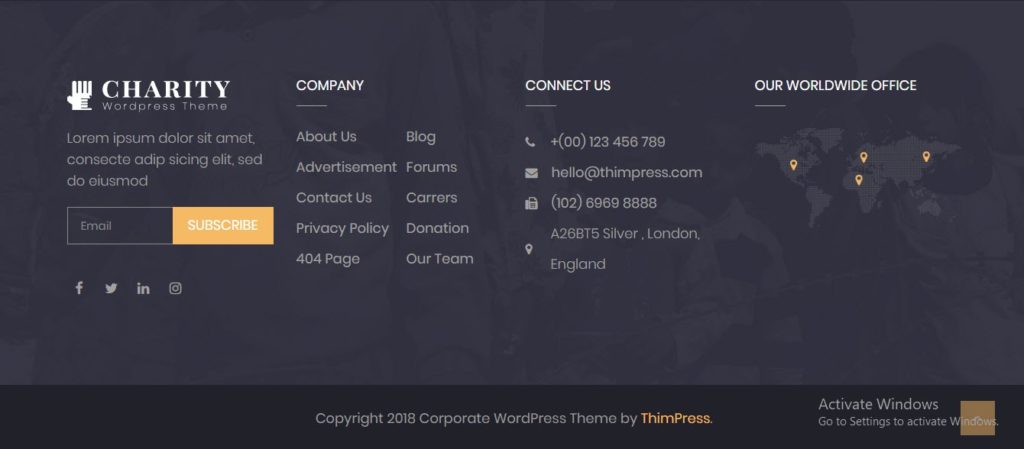 CHARITY
Wordpress Theme
Lorem ipsum dolor sit amet,
consecte adip sicing elit, sed
do eiusmod
Email
SUBSCRIBE
COMPANY
About Us
Advertisement
Contact Us
Privacy Policy
404 Page
Blog
Forums
Carrers
Donation
Our Team
CONNECT US
+(00) 123 456 789
hello@thimpress.com
(102) 6969 8888
A26BT5 Silver , London,
England
OUR WORLDWIDE OFFICE
Copyright 2018 Corporate WordPress Theme by ThimPress.
Activate Windows
Go to Settings to activate Windows.